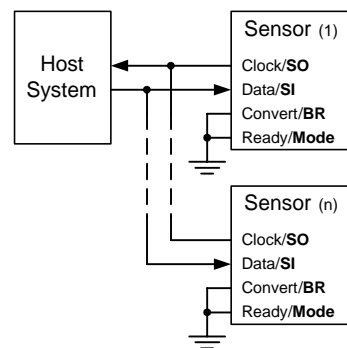 Host
System
Sensor (1)
Clock/SO
Data/SI
Convert/BR
Ready/Mode
Sensor (n)
Clock/SO
Data/SI
Convert/BR
Ready/Mode